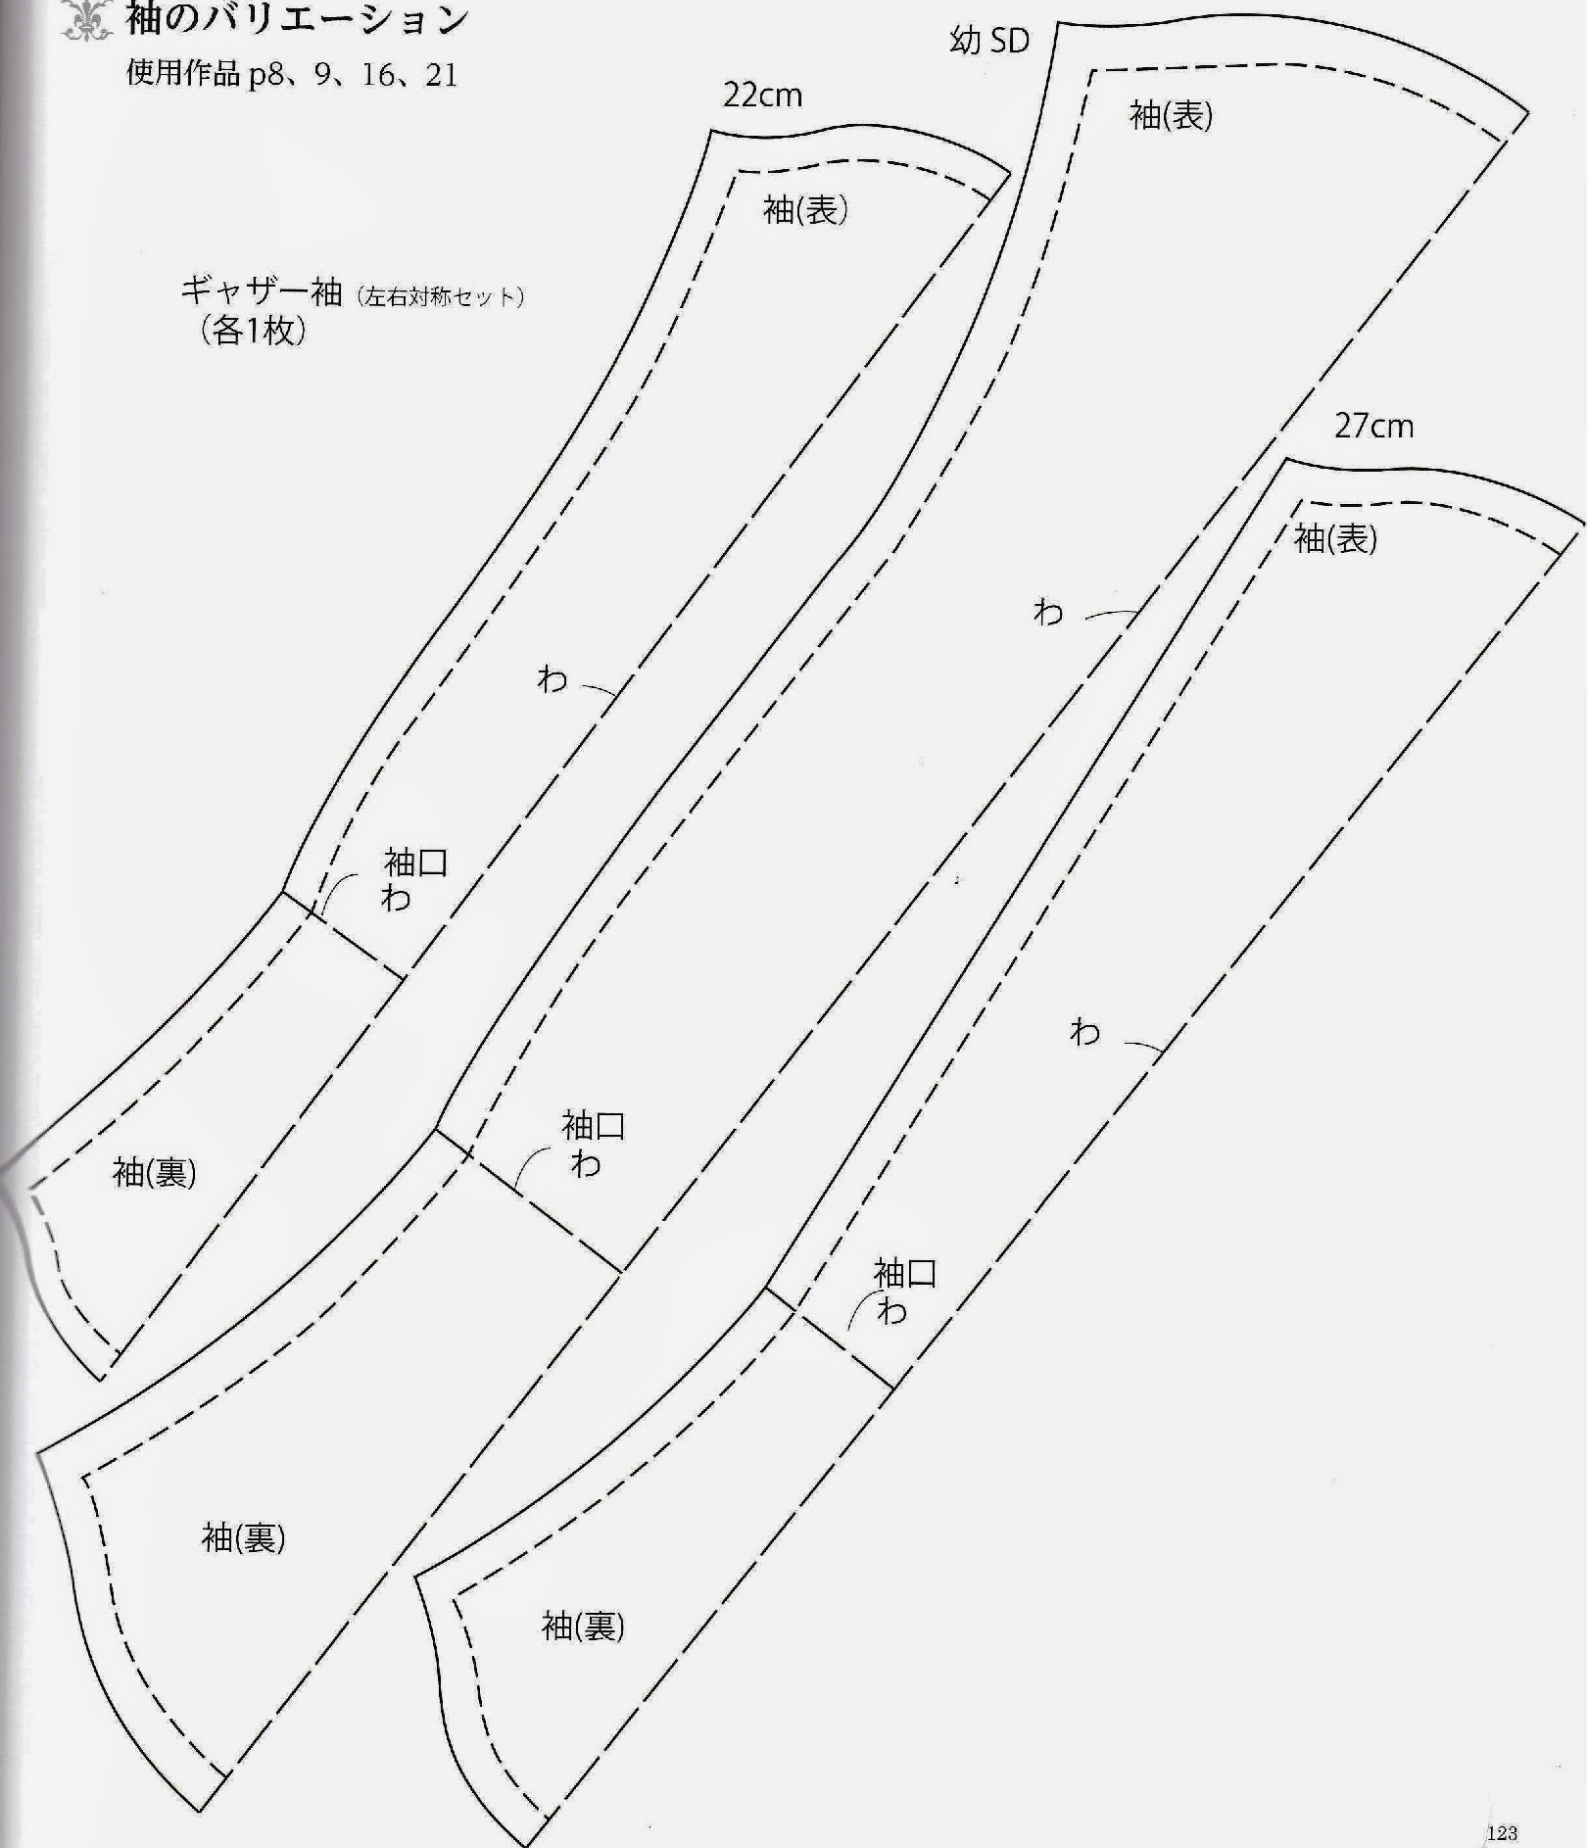 袖のバリエーション
使用作品 p8、9、16、21
幼 SD
22cm
袖(表)
袖(表)
ギャザー袖（左右対称セット）
（各1枚）
27cm
袖(表)
わ
わ
袖口
わ
わ
袖口
わ
袖(裏)
袖口
わ
袖(裏)
袖(裏)
123